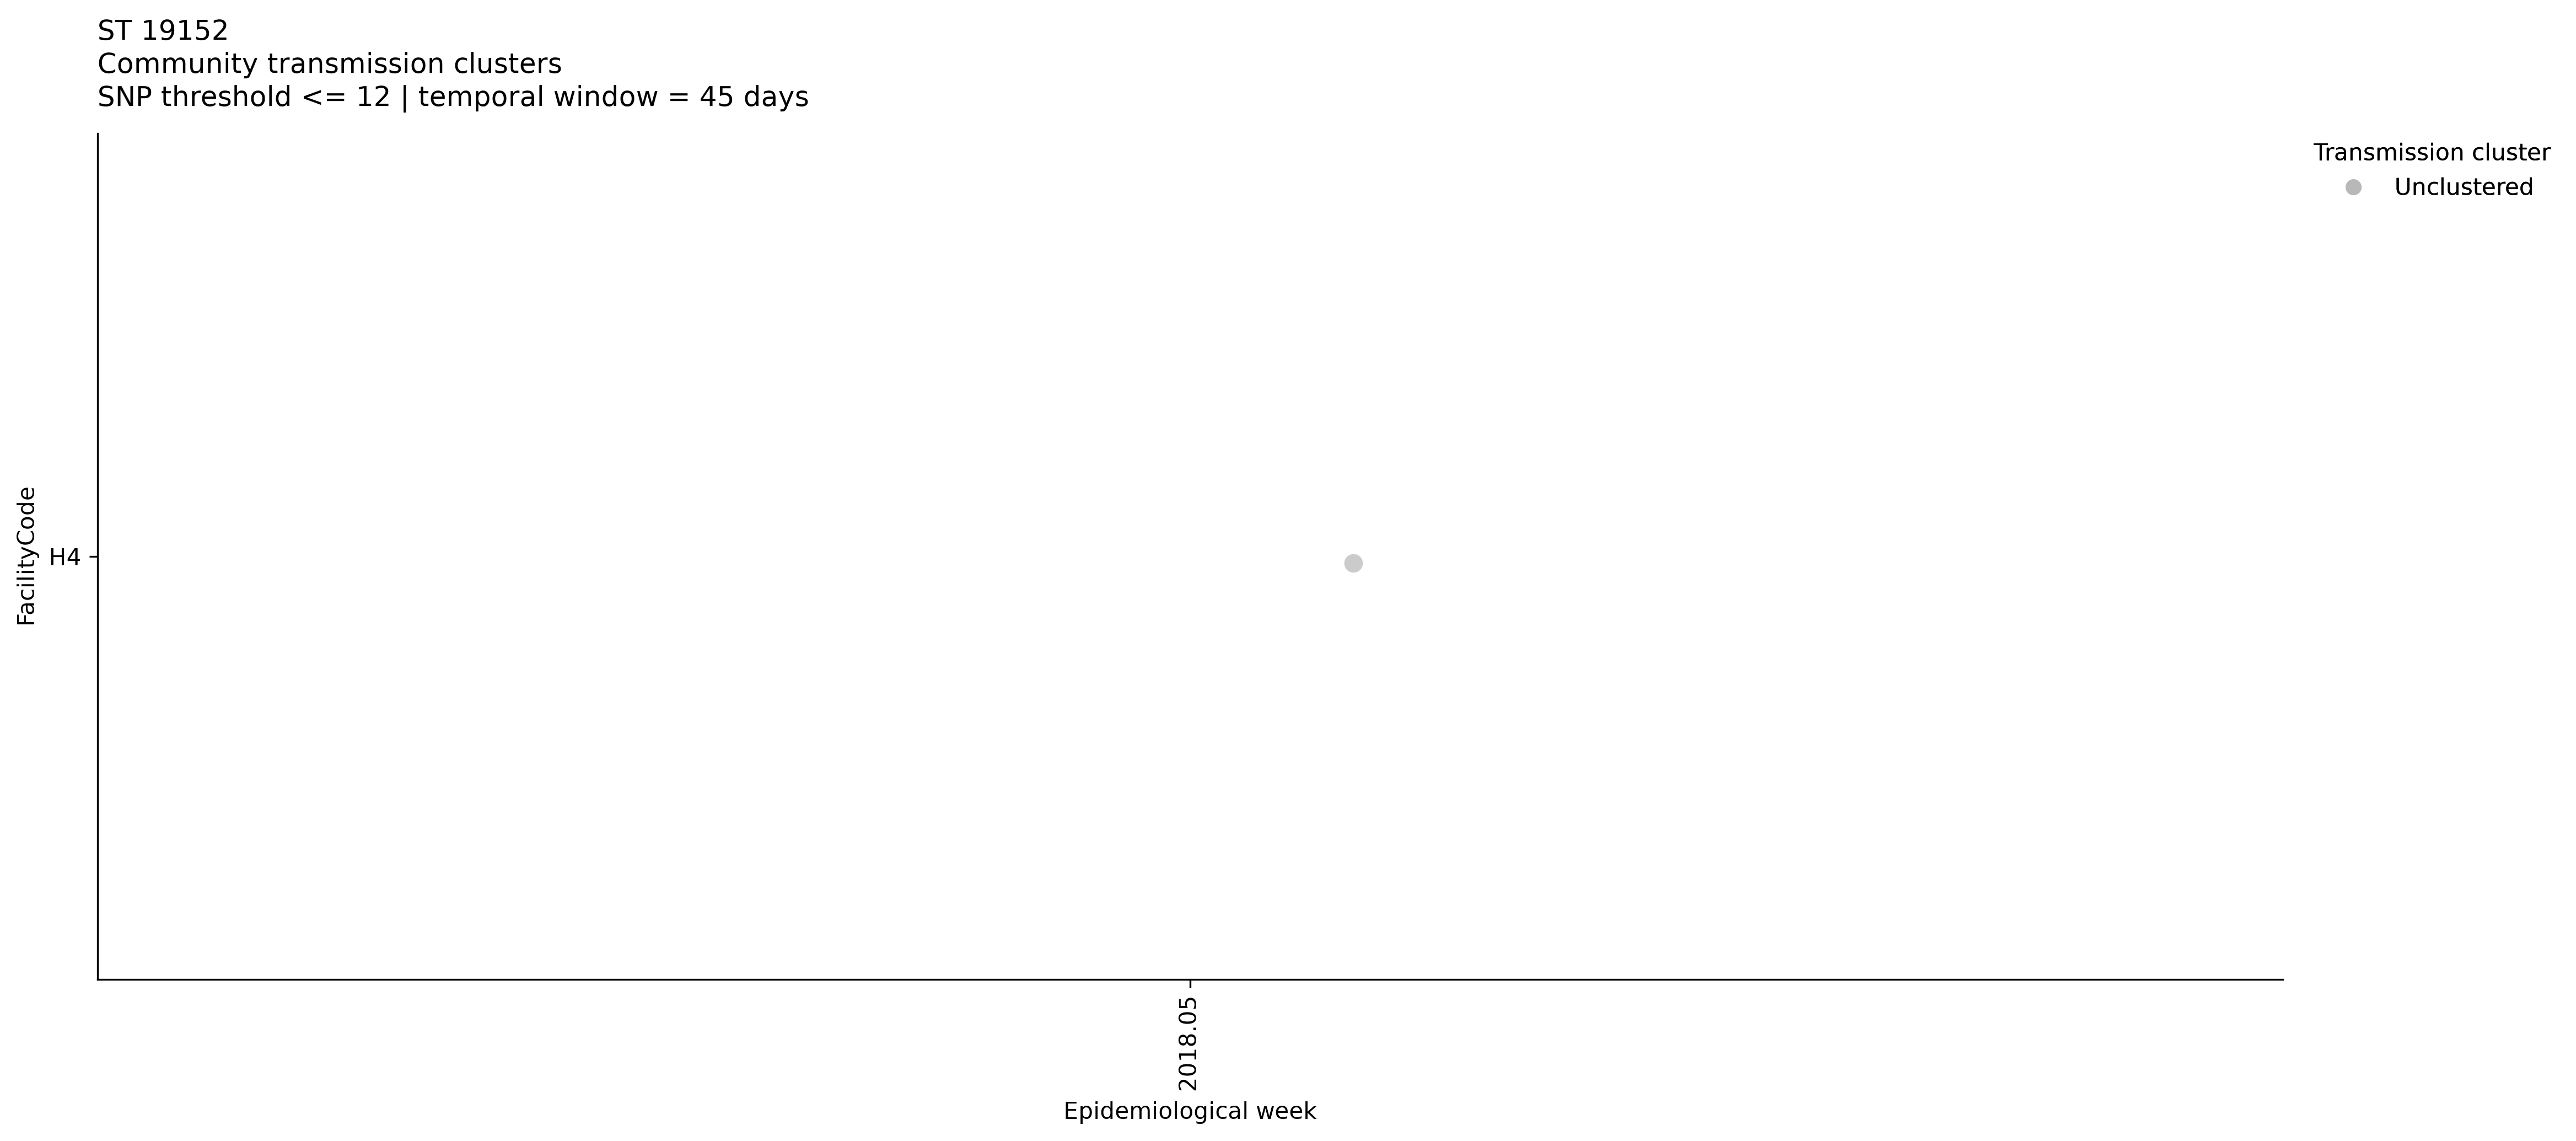 ST 19152
Community transmission clusters
SNP threshold <= 12 | temporal window = 45 days
Transmission cluster
Unclustered
FacilityCode
H4
2018.05
Epidemiological week